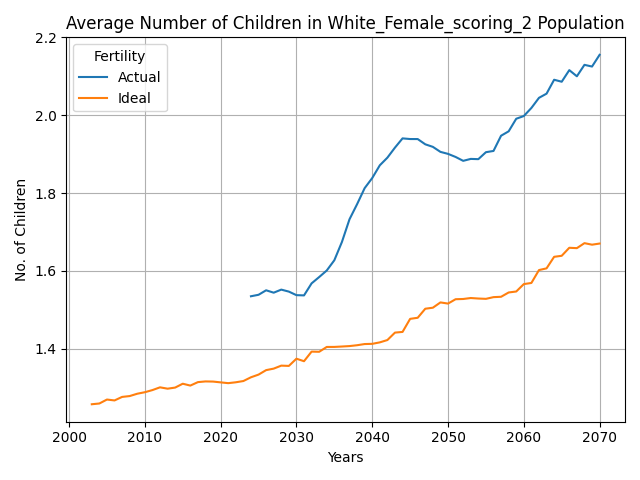 Average Number of Children in White_Female_scoring_2 Population
Fertility
Actual
Ideal
No. of Children
2.2
2.0
1.8
1.6
1.4
2000 2010 2020 2030 2040 2050 2060 2070
Years